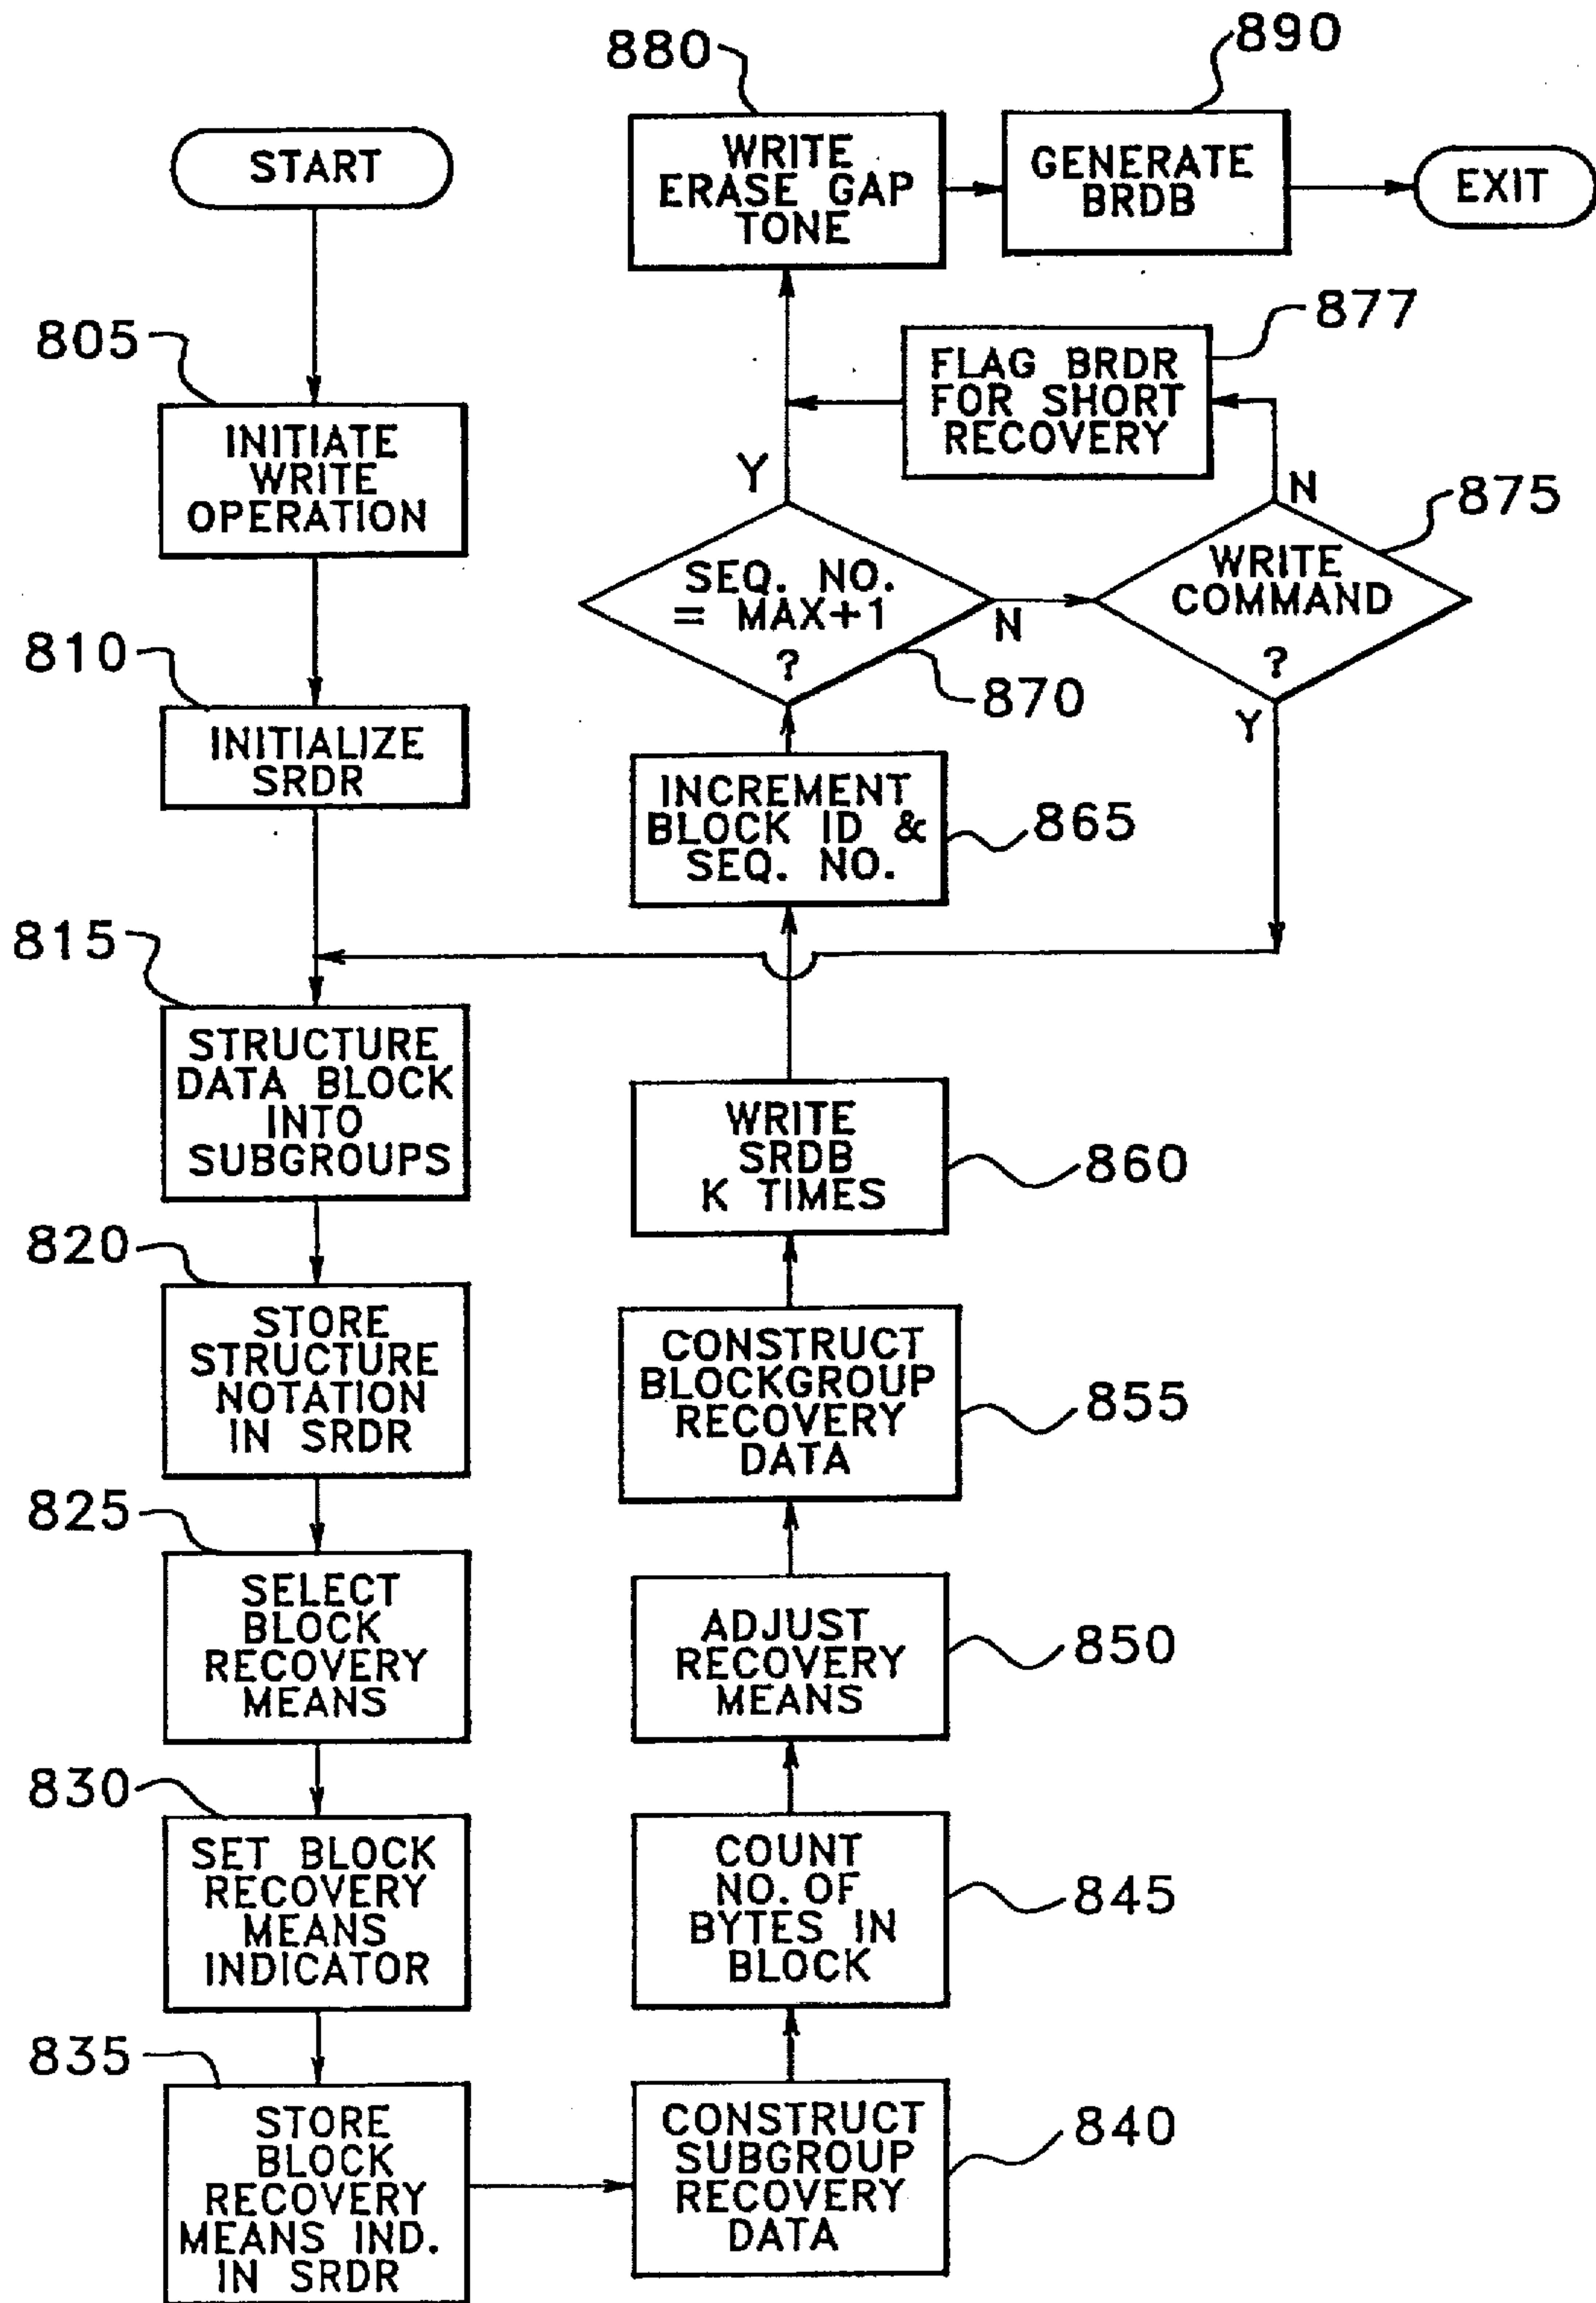 START
805
INITIATE
WRITE
OPERATION
810
INITIALIZE
SRDR
815
STRUCTURE
DATA BLOCK
INTO
SUBGROUPS
820
STORE
STRUCTURE
NOTATION
IN SRDR
825
SELECT
BLOCK
RECOVERY
MEANS
830
SET BLOCK
RECOVERY
MEANS
INDICATOR
835
STORE
BLOCK
RECOVERY
MEANS IND.
IN SRDR
840
CONSTRUCT
SUBGROUP
RECOVERY
DATA
845
COUNT
NO. OF
BYTES IN
BLOCK
850
ADJUST
RECOVERY
MEANS
855
CONSTRUCT
BLOCKGROUP
RECOVERY
DATA
860
WRITE
SRDB
K TIMES
865
INCREMENT
BLOCK ID &
SEQ. NO.
870
SEQ. NO.
= MAX+1
?
Y
N
875
WRITE
COMMAND
?
N
Y
877
FLAG BRDR
FOR SHORT
RECOVERY
880
WRITE
ERASE GAP
TONE
890
GENERATE
BRDB
EXIT